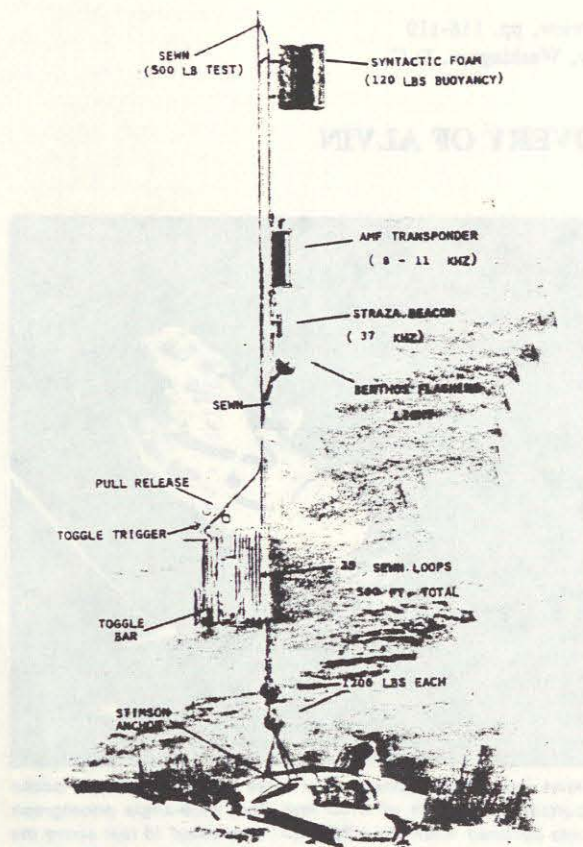 SEWN
(500 LB TEST)
SYNTACTIC FOAM
(120 LBS BUOYANCY)
AMF TRANSPONDER
( 8 - 11 KHZ)
STRAZA BEACON
( 37 KHZ)
BENTHOS FLASHING
LIGHT
SEWN
PULL RELEASE
TOGGLE TRIGGER
SEWN LOOPS
500 FT. TOTAL
TOGGLE
BAR
1200 LBS EACH
STIMSON
ANCHOR